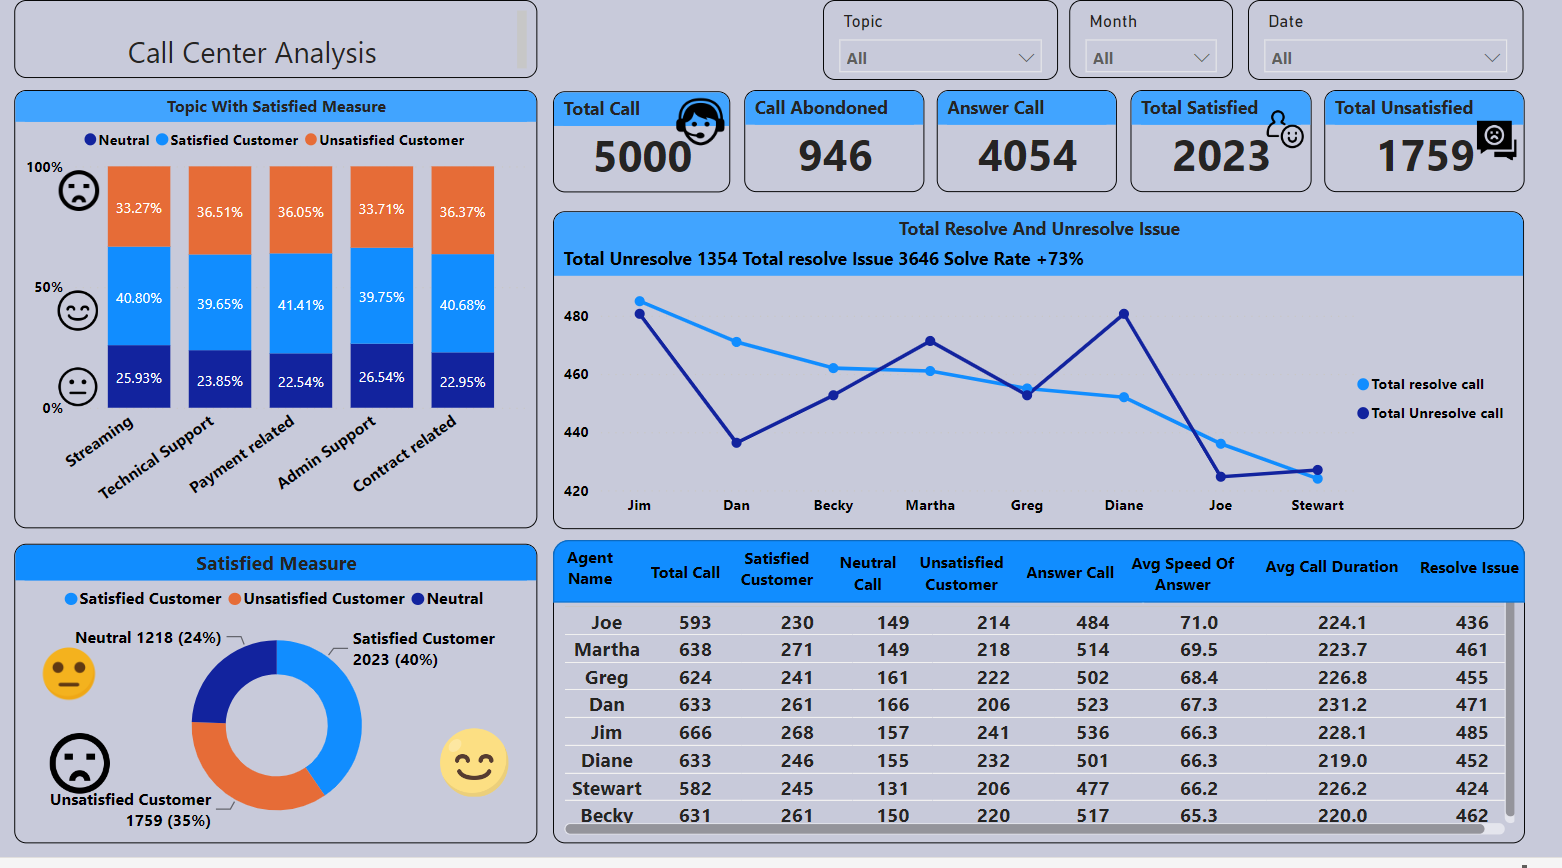 Call Center Analysis
Topic
All
Month
All
Date
All
Topic With Satisfied Measure
Neutral Satisfied Customer Unsatisfied Customer
100%
50%
0%
33.27% 36.51% 36.05% 33.71% 36.37%
40.80% 39.65% 41.41% 39.75% 40.68%
25.93% 23.85% 22.54% 26.54% 22.95%
Streaming
Technical Support
Payment related
Admin Support
Contract related
Total Call
5000
Call Abondoned
946
Answer Call
4054
Total Satisfied
2023
Total Unsatisfied
1759
Total Resolve And Unresolve Issue
Total Unresolve 1354 Total resolve Issue 3646 Solve Rate +73%
480
460
440
420
Jim Dan Becky Martha Greg Diane Joe Stewart
Total resolve call
Total Unresolve call
Satisfied Measure
Satisfied Customer Unsatisfied Customer Neutral
Neutral 1218 (24%)
Satisfied Customer
2023 (40%)
Unsatisfied Customer
1759 (35%)
Agent
Name
Total Call
Satisfied
Customer
Neutral
Call
Unsatisfied
Customer
Answer Call
Avg Speed Of
Answer
Avg Call Duration
Resolve Issue
Joe 593 230 149 214 484 71.0 224.1 436
Martha 638 271 149 218 514 69.5 223.7 461
Greg 624 241 161 222 502 68.4 226.8 455
Dan 633 261 166 206 523 67.3 231.2 471
Jim 666 268 157 241 536 66.3 228.1 485
Diane 633 246 155 232 501 66.3 219.0 452
Stewart 582 245 131 206 477 66.2 226.2 424
Becky 631 261 150 220 517 65.3 220.0 462